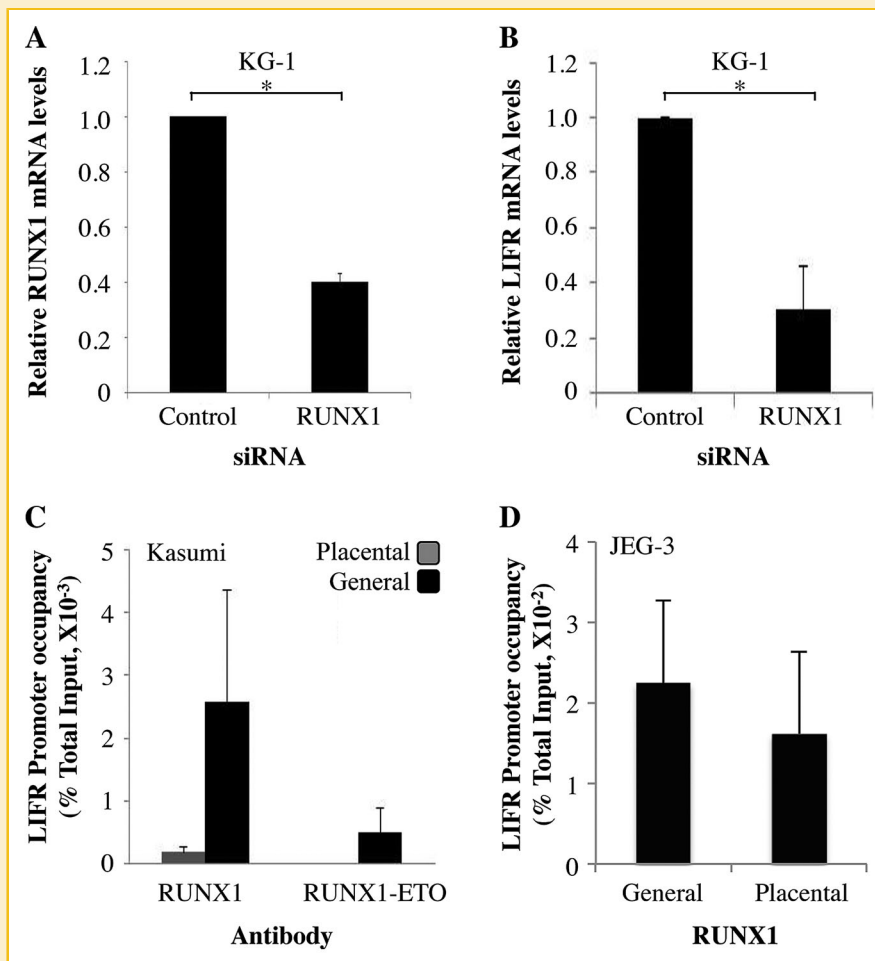 A
KG-1
*
Relative RUNX1 mRNA levels
1.2
1.0
0.8
0.6
0.4
0.2
0
Control RUNX1
siRNA
B
KG-1
*
Relative LIFR mRNA levels
1.2
1.0
0.8
0.6
0.4
0.2
0
Control RUNX1
siRNA
C
Kasumi
Placental
General
LIFR Promoter occupancy
(% Total Input, X10⁻³)
5
4
3
2
1
0
RUNX1 RUNX1-ETO
Antibody
D
JEG-3
LIFR Promoter occupancy
(% Total Input, X10⁻²)
4
3
2
1
0
General Placental
RUNX1